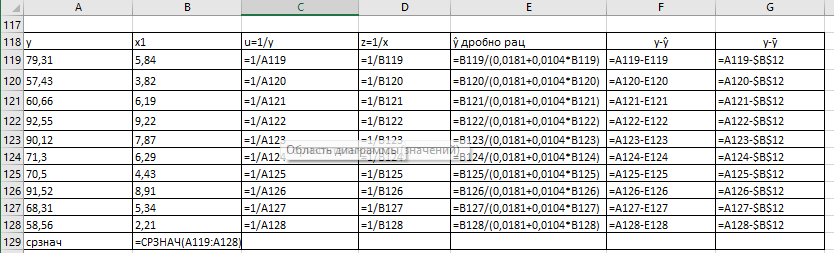 A B C D E F G
117
118 y x1 u=1/y z=1/x ŷ дробно рац y-ŷ y-ȳ
119 79,31 5,84 =1/A119 =1/B119 =B119/(0,0181+0,0104*B119) =A119-E119 =A119-$B$12
120 57,43 3,82 =1/A120 =1/B120 =B120/(0,0181+0,0104*B120) =A120-E120 =A120-$B$12
121 60,66 6,19 =1/A121 =1/B121 =B121/(0,0181+0,0104*B121) =A121-E121 =A121-$B$12
122 92,55 9,22 =1/A122 =1/B122 =B122/(0,0181+0,0104*B122) =A122-E122 =A122-$B$12
123 90,12 7,87 =1/A123 =1/B123 =B123/(0,0181+0,0104*B123) =A123-E123 =A123-$B$12
Область диаграммы значений)
124 71,3 6,29 =1/A124 =1/B124 =B124/(0,0181+0,0104*B124) =A124-E124 =A124-$B$12
125 70,5 4,43 =1/A125 =1/B125 =B125/(0,0181+0,0104*B125) =A125-E125 =A125-$B$12
126 91,52 8,91 =1/A126 =1/B126 =B126/(0,0181+0,0104*B126) =A126-E126 =A126-$B$12
127 68,31 5,34 =1/A127 =1/B127 =B127/(0,0181+0,0104*B127) =A127-E127 =A127-$B$12
128 58,56 2,21 =1/A128 =1/B128 =B128/(0,0181+0,0104*B128) =A128-E128 =A128-$B$12
129 срзнач =СРЗНАЧ(A119:A128)